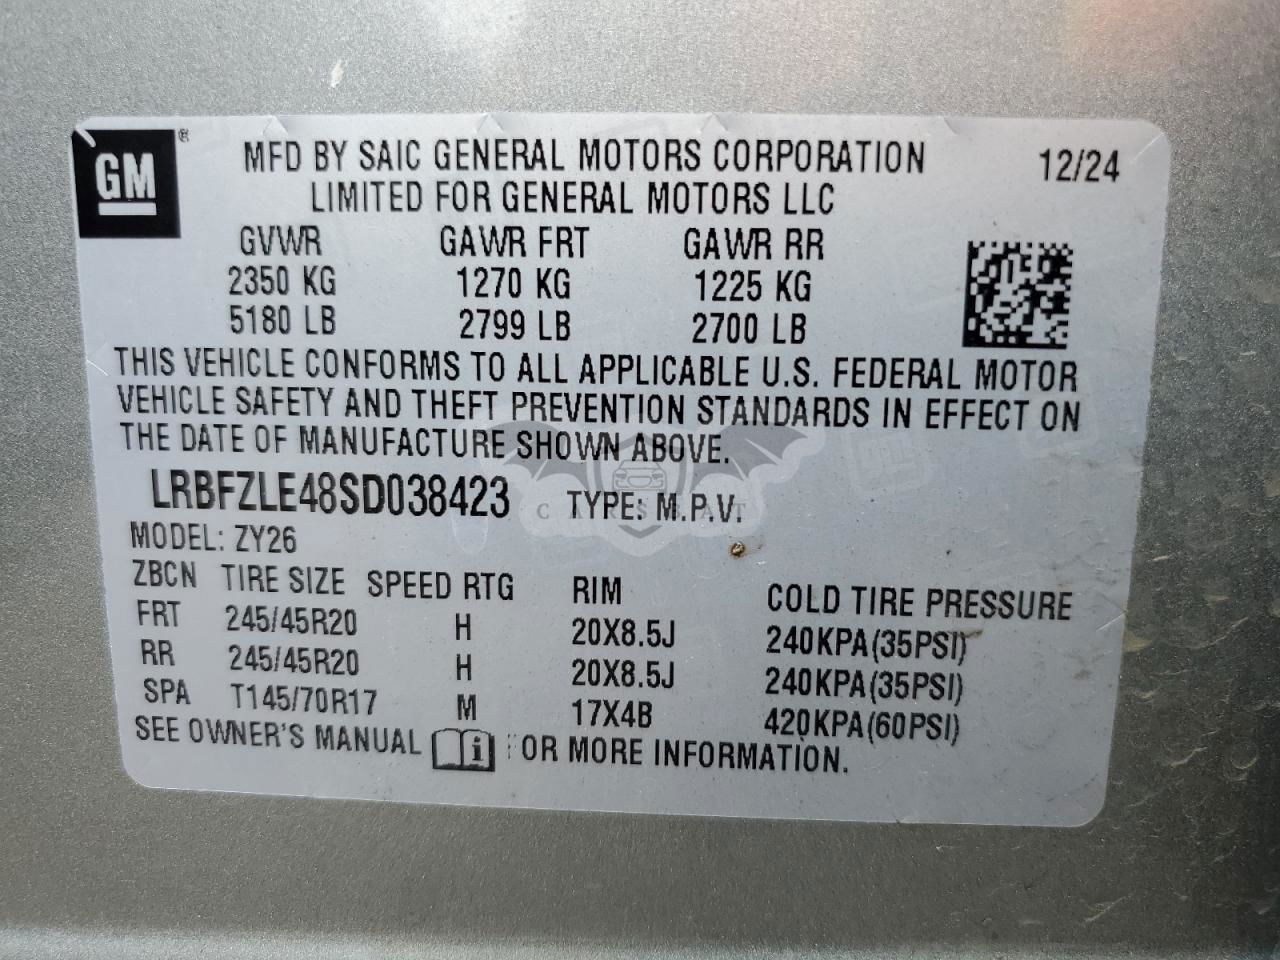 GM ®
MFD BY SAIC GENERAL MOTORS CORPORATION 12/24
LIMITED FOR GENERAL MOTORS LLC
GVWR GAWR FRT GAWR RR
2350 KG 1270 KG 1225 KG
5180 LB 2799 LB 2700 LB
THIS VEHICLE CONFORMS TO ALL APPLICABLE U.S. FEDERAL MOTOR
VEHICLE SAFETY AND THEFT PREVENTION STANDARDS IN EFFECT ON
THE DATE OF MANUFACTURE SHOWN ABOVE.
LRBFZLE48SD038423 TYPE: M.P.V.
CARSBAT
MODEL: ZY26
ZBCN TIRE SIZE SPEED RTG RIM COLD TIRE PRESSURE
FRT 245/45R20 H 20X8.5J 240KPA(35PSI)
RR 245/45R20 H 20X8.5J 240KPA(35PSI)
SPA T145/70R17 M 17X4B 420KPA(60PSI)
SEE OWNER'S MANUAL i OR MORE INFORMATION.